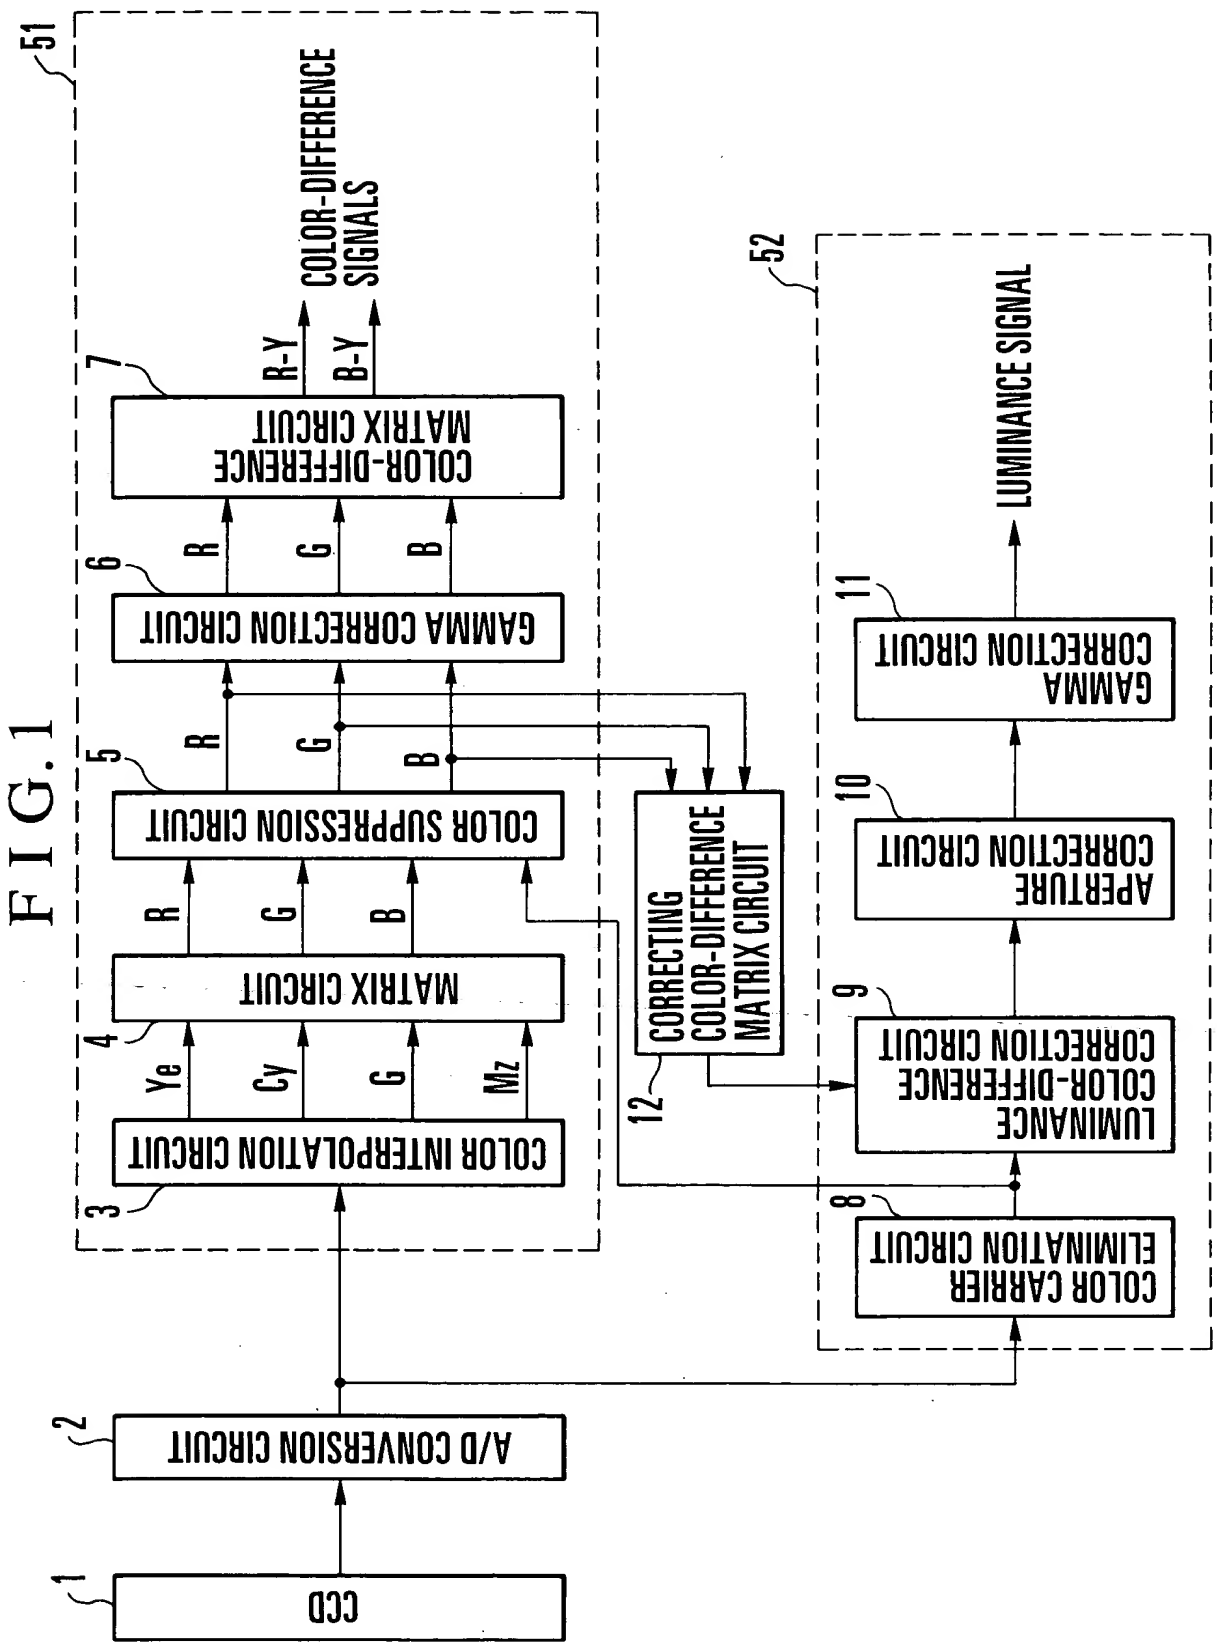 FIG.1
51
1
CCD
2
A/D CONVERSION CIRCUIT
3
COLOR INTERPOLATION CIRCUIT
Ye
Cy
G
Mz
4
MATRIX CIRCUIT
R
G
B
5
COLOR SUPPRESSION CIRCUIT
R
G
B
6
GAMMA CORRECTION CIRCUIT
R
G
B
7
COLOR-DIFFERENCE
MATRIX CIRCUIT
R-Y
B-Y
COLOR-DIFFERENCE
SIGNALS
12
CORRECTING
COLOR-DIFFERENCE
MATRIX CIRCUIT
52
8
COLOR CARRIER
ELIMINATION CIRCUIT
9
LUMINANCE
COLOR-DIFFERENCE
CORRECTION CIRCUIT
10
APERTURE
CORRECTION CIRCUIT
11
GAMMA
CORRECTION CIRCUIT
LUMINANCE SIGNAL